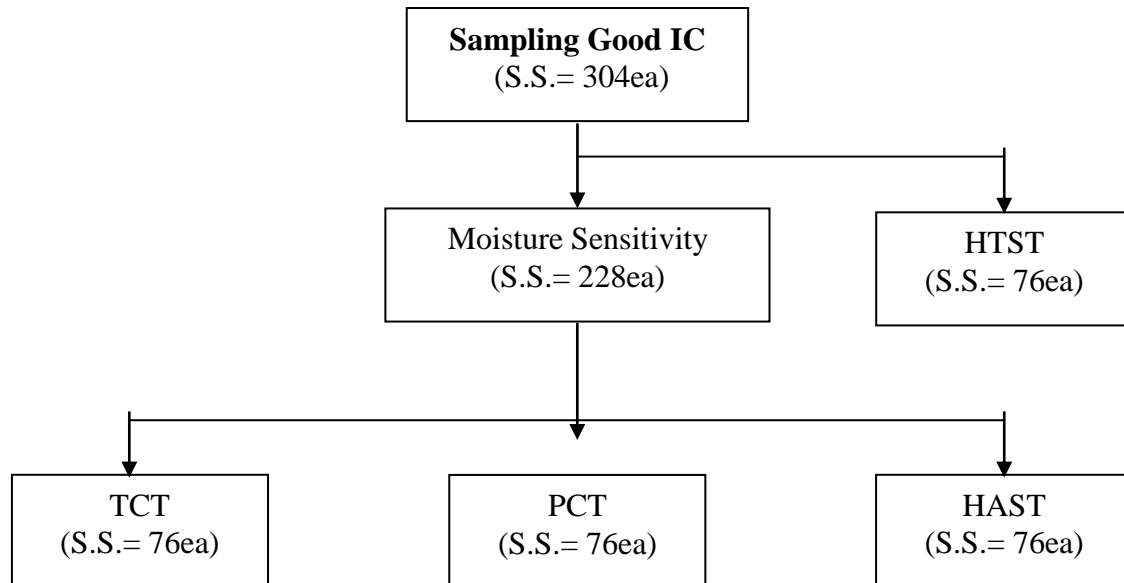 Sampling Good IC
(S.S.= 304ea)
Moisture Sensitivity
(S.S.= 228ea)
HTST
(S.S.= 76ea)
TCT
(S.S.= 76ea)
PCT
(S.S.= 76ea)
HAST
(S.S.= 76ea)